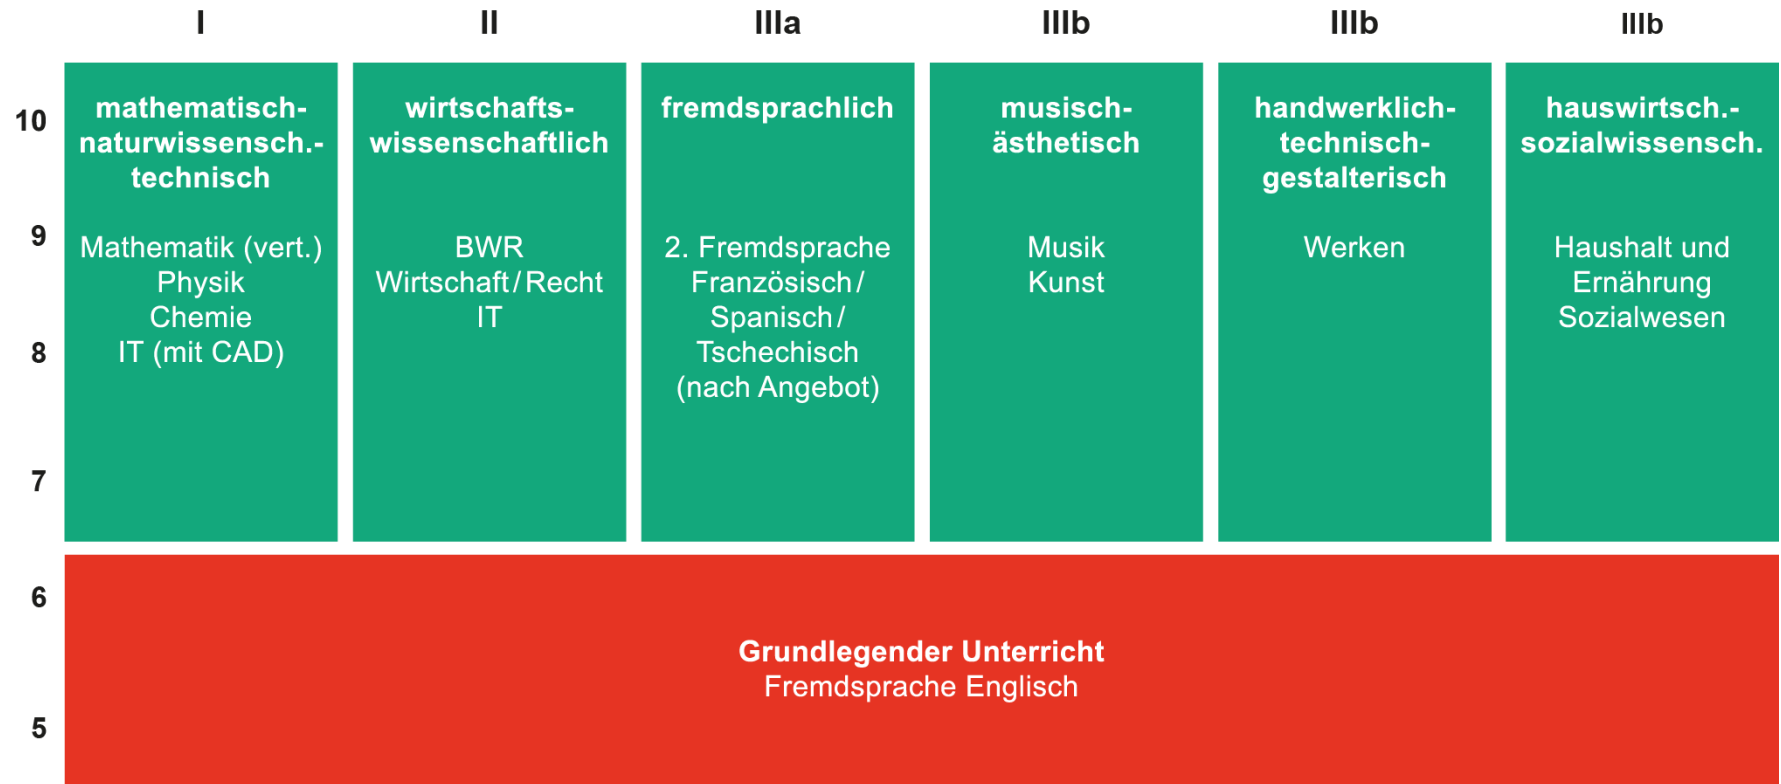 I
II
IIIa
IIIb
IIIb
IIIb
10
9
8
7
6
5
mathematisch-
naturwissensch.-
technisch
Mathematik (vert.)
Physik
Chemie
IT (mit CAD)
wirtschafts-
wissenschaftlich
BWR
Wirtschaft / Recht
IT
fremdsprachlich
2. Fremdsprache
Französisch /
Spanisch /
Tschechisch
(nach Angebot)
musisch-
ästhetisch
Musik
Kunst
handwerklich-
technisch-
gestalterisch
Werken
hauswirtsch.-
sozialwissensch.
Haushalt und
Ernährung
Sozialwesen
Grundlegender Unterricht
Fremdsprache Englisch